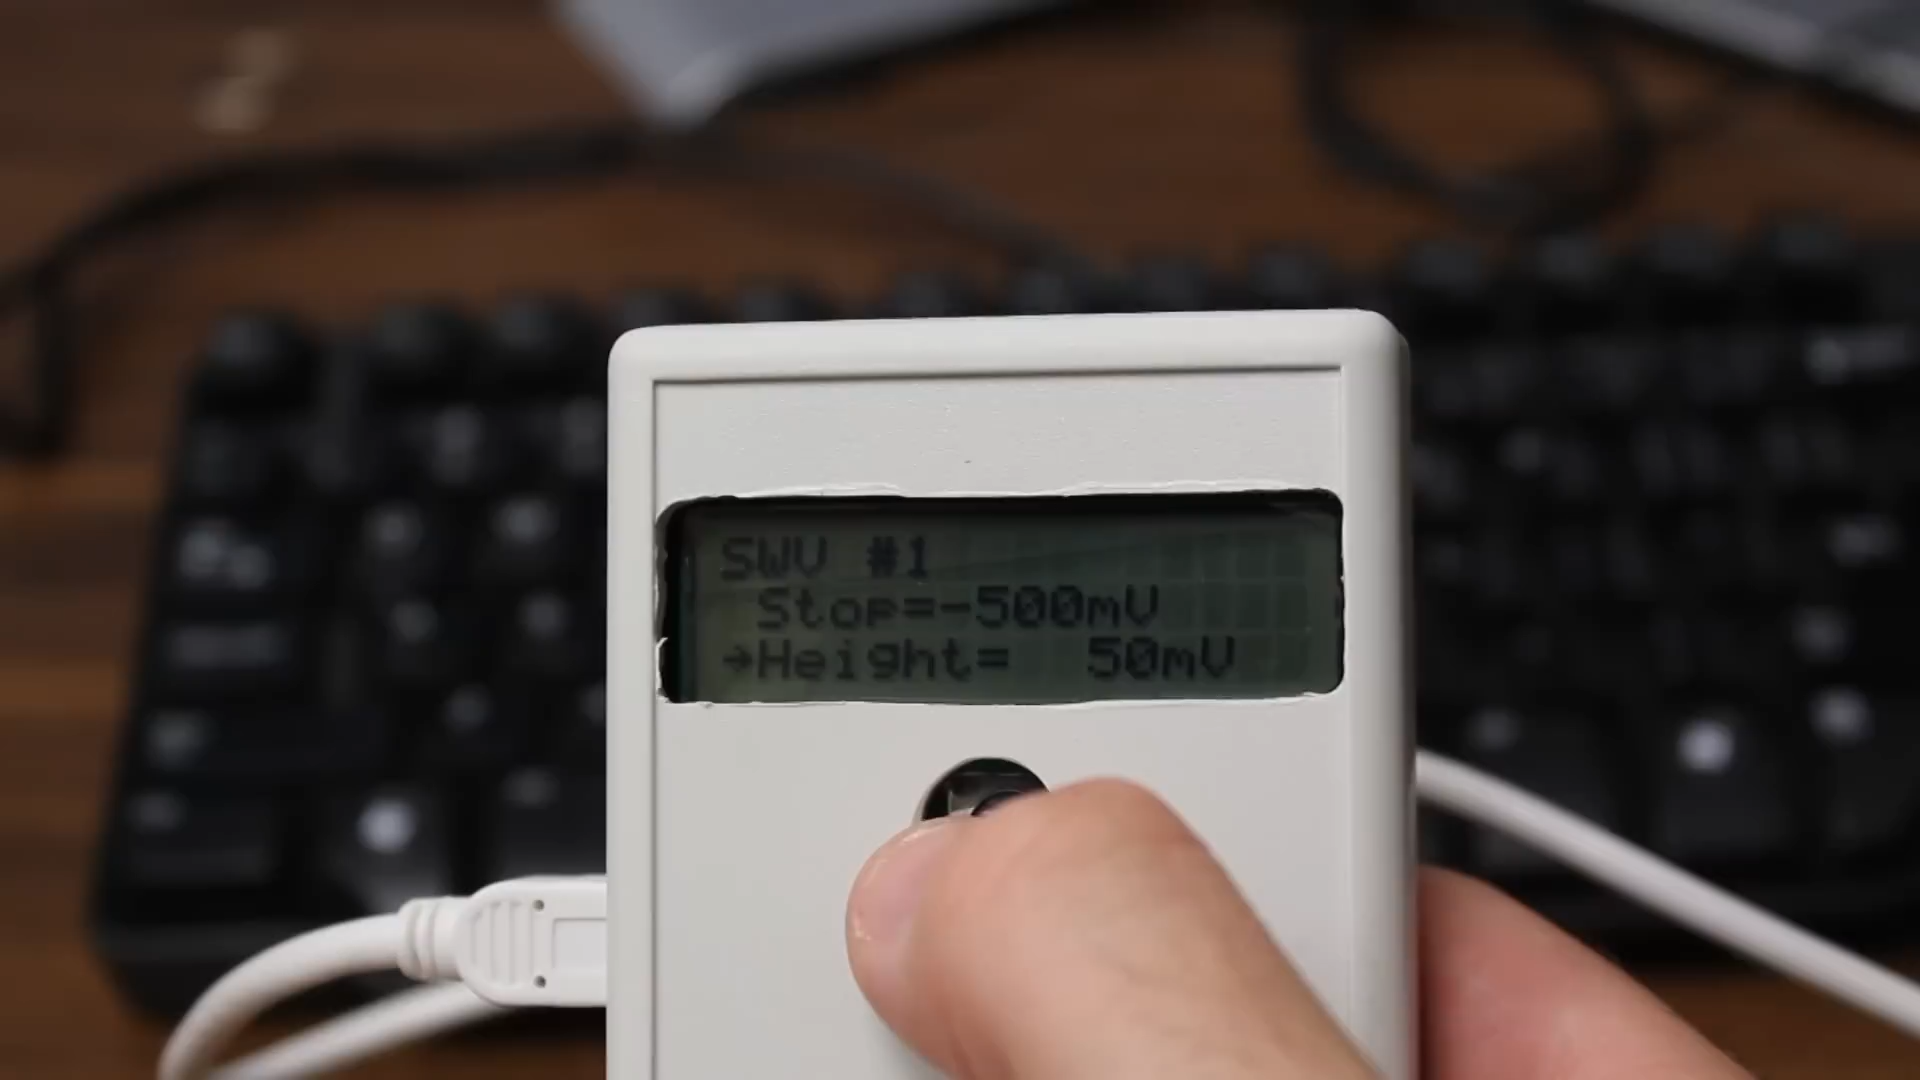 SWV #1
Stop=-500mV
→Height=  50mV